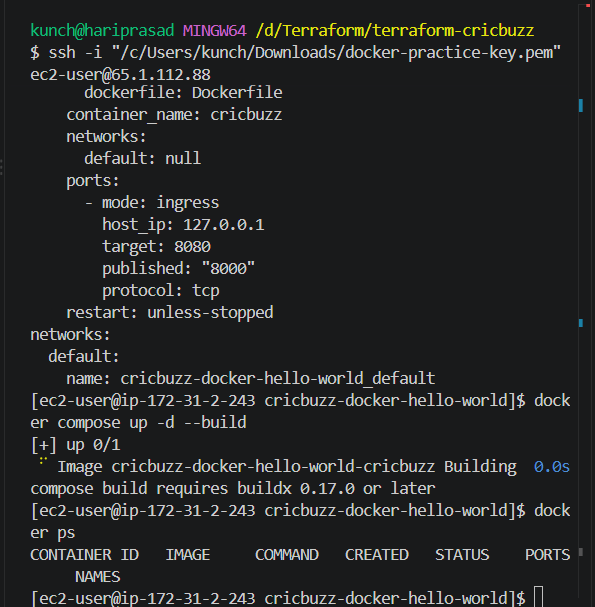 kunch@hariprasad MINGW64 /d/Terraform/terraform-cricbuzz
$ ssh -i "/c/Users/kunch/Downloads/docker-practice-key.pem"
ec2-user@65.1.112.88
      dockerfile: Dockerfile
    container_name: cricbuzz
    networks:
      default: null
    ports:
      - mode: ingress
        host_ip: 127.0.0.1
        target: 8080
        published: "8000"
        protocol: tcp
    restart: unless-stopped
networks:
  default:
    name: cricbuzz-docker-hello-world_default
[ec2-user@ip-172-31-2-243 cricbuzz-docker-hello-world]$ dock
er compose up -d --build
[+] up 0/1
 ⠋ Image cricbuzz-docker-hello-world-cricbuzz Building  0.0s
compose build requires buildx 0.17.0 or later
[ec2-user@ip-172-31-2-243 cricbuzz-docker-hello-world]$ dock
er ps
CONTAINER ID   IMAGE     COMMAND   CREATED   STATUS    PORTS
     NAMES
[ec2-user@ip-172-31-2-243 cricbuzz-docker-hello-world]$